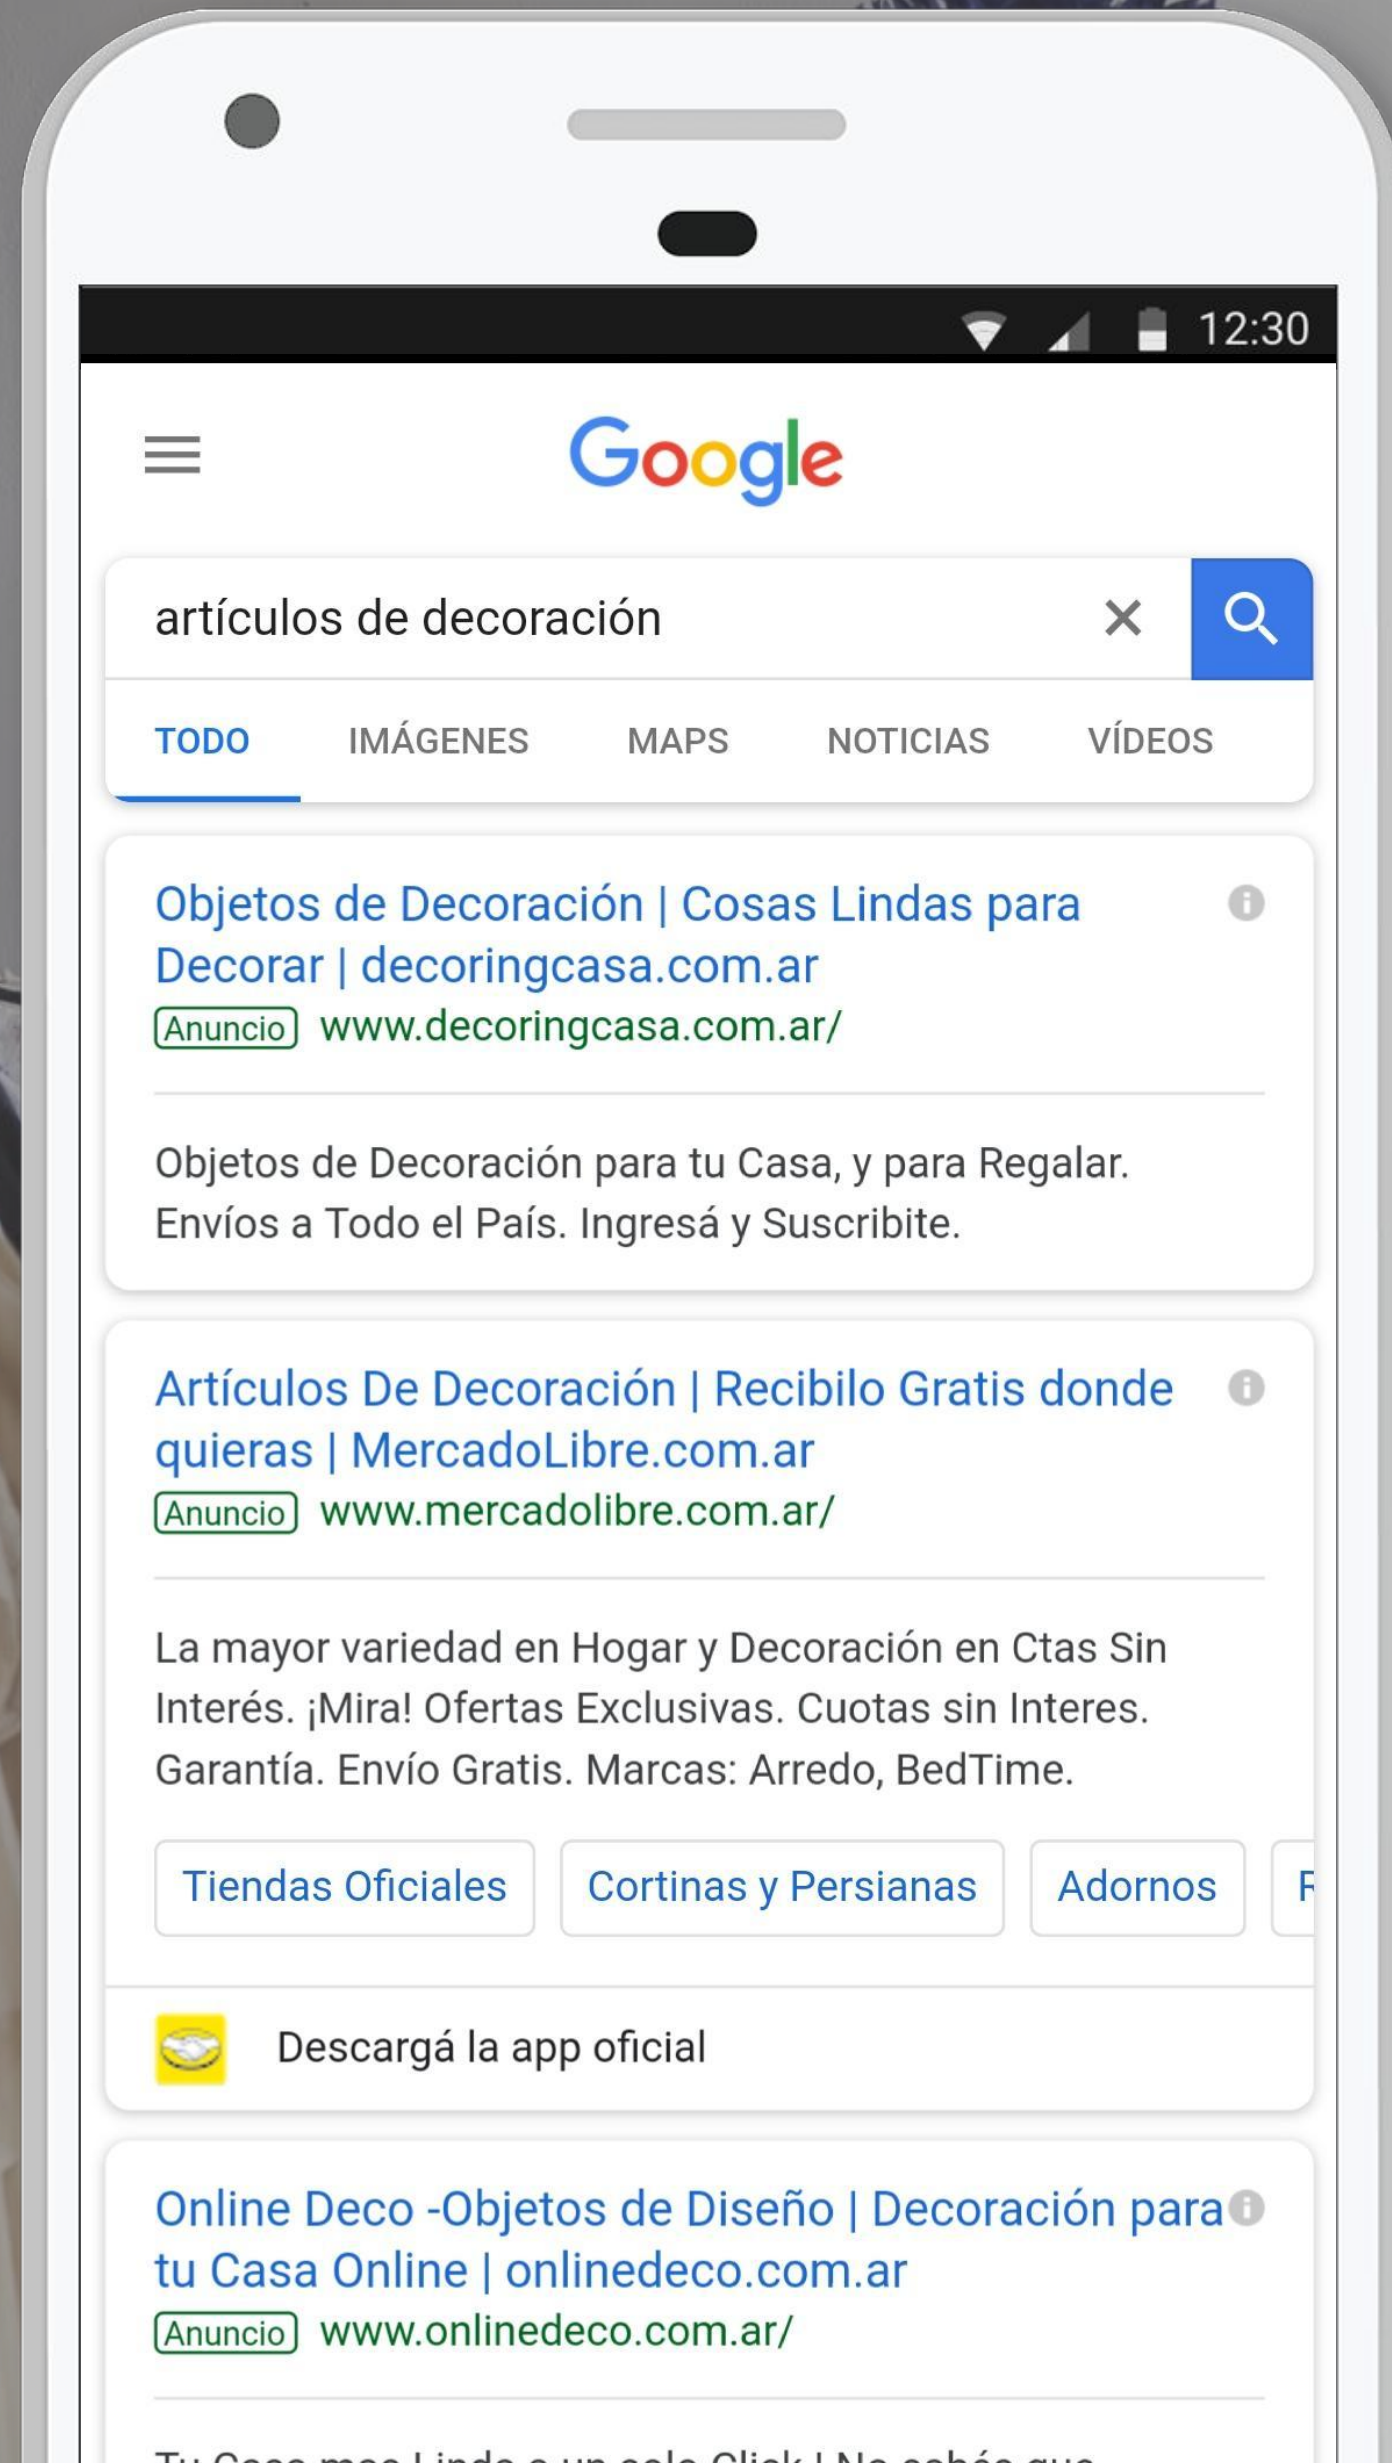 12:30
Google
artículos de decoración
TODO IMÁGENES MAPS NOTICIAS VÍDEOS
Objetos de Decoración | Cosas Lindas para
Decorar | decoringcasa.com.ar
Anuncio www.decoringcasa.com.ar/
Objetos de Decoración para tu Casa, y para Regalar.
Envíos a Todo el País. Ingresá y Suscribite.
Artículos De Decoración | Recibilo Gratis donde
quieras | MercadoLibre.com.ar
Anuncio www.mercadolibre.com.ar/
La mayor variedad en Hogar y Decoración en Ctas Sin
Interés. ¡Mira! Ofertas Exclusivas. Cuotas sin Interes.
Garantía. Envío Gratis. Marcas: Arredo, BedTime.
Tiendas Oficiales Cortinas y Persianas Adornos
Descargá la app oficial
Online Deco -Objetos de Diseño | Decoración para
tu Casa Online | onlinedeco.com.ar
Anuncio www.onlinedeco.com.ar/